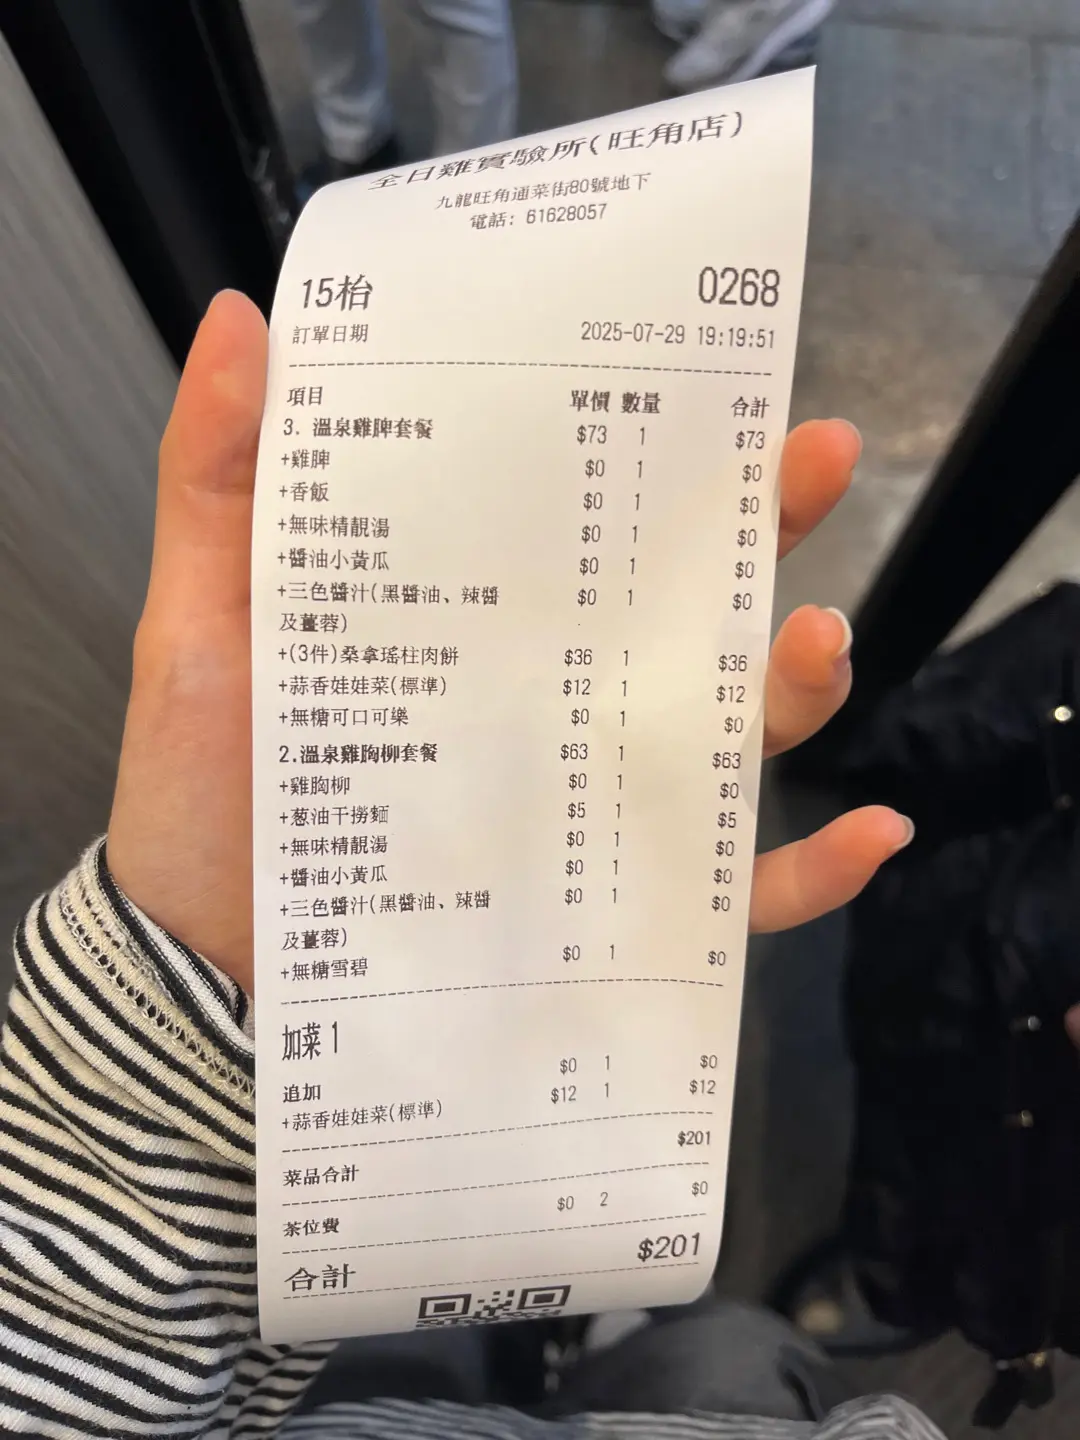 全日雞實驗所(旺角店)
九龍旺角通菜街80號地下
電話: 61628057
15枱 0268
訂單日期 2025-07-29 19:19:51
項目 單價 數量 合計
3. 溫泉雞脾套餐 $73 1 $73
+雞脾 $0 1 $0
+香飯 $0 1 $0
+無味精靚湯 $0 1 $0
+醬油小黃瓜 $0 1 $0
+三色醬汁(黑醬油、辣醬 $0 1 $0
及薑蓉)
+(3件)桑拿瑤柱肉餅 $36 1 $36
+蒜香娃娃菜(標準) $12 1 $12
+無糖可口可樂 $0 1 $0
2.溫泉雞胸柳套餐 $63 1 $63
+雞胸柳 $0 1 $0
+葱油干撈麵 $5 1 $5
+無味精靚湯 $0 1 $0
+醬油小黃瓜 $0 1 $0
+三色醬汁(黑醬油、辣醬 $0 1 $0
及薑蓉)
+無糖雪碧 $0 1 $0
加菜 1
追加 $0 1 $0
+蒜香娃娃菜(標準) $12 1 $12
菜品合計 $201
茶位費 $0 2 $0
合計 $201